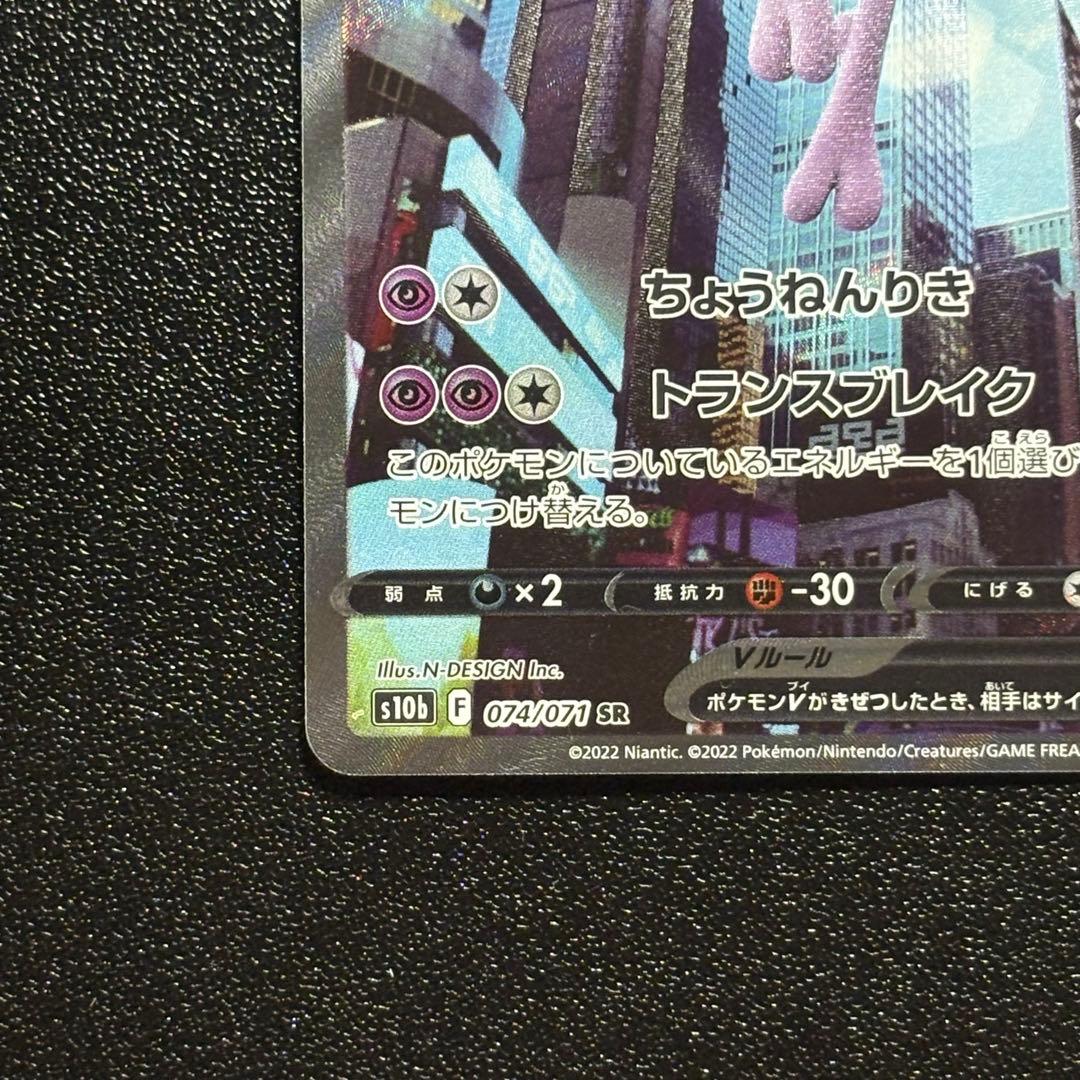 ちょうねんりき
トランスブレイク
このポケモンについているエネルギーを1個選び
こ えら
モンにつけ替える。
か
弱点 ×2 抵抗力 -30 にげる
Illus. N-DESIGN Inc.
Vルール
s10b F 074/071 SR
ポケモンVがきぜつしたとき、相手はサイ
ブイ あいて
©2022 Niantic. ©2022 Pokémon/Nintendo/Creatures/GAME FREA